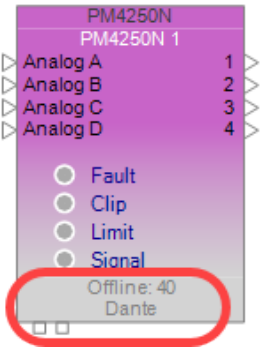 PM4250N
PM4250N 1
Analog A 1
Analog B 2
Analog C 3
Analog D 4
Fault
Clip
Limit
Signal
Offline: 40
Dante